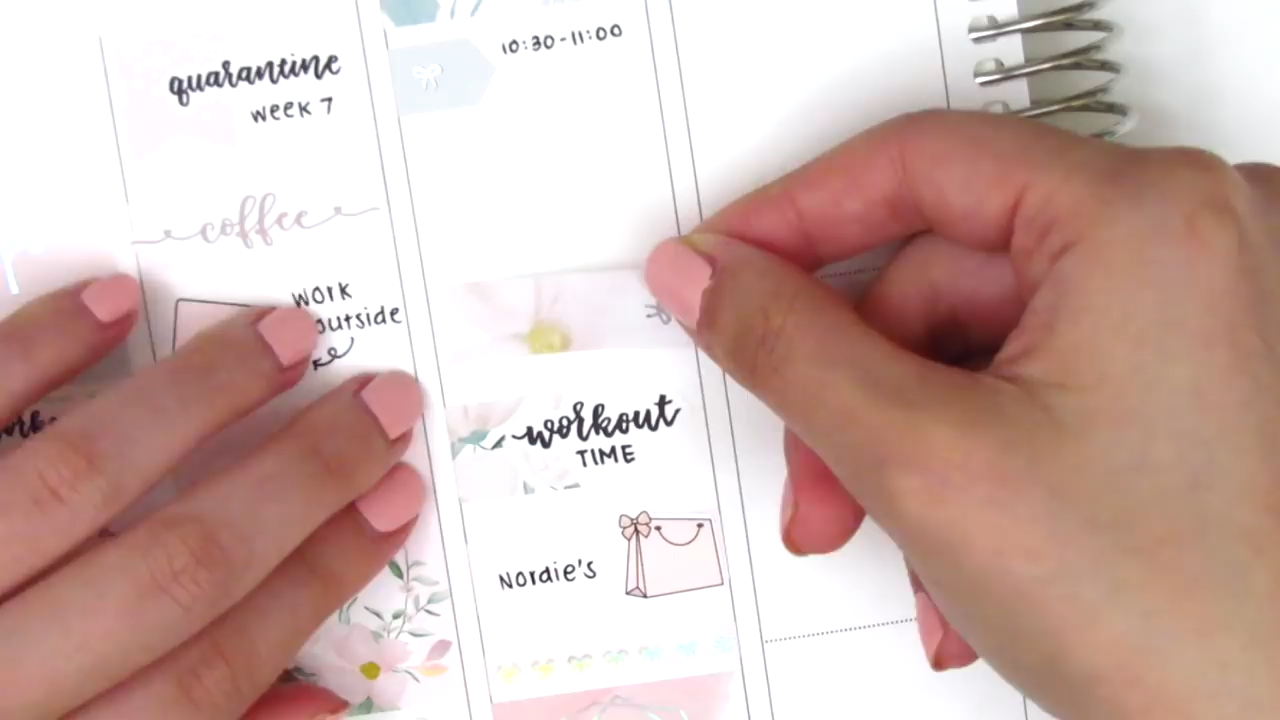 quarantine
week 7
coffee
work
outside
10:30-11:00
workout
TIME
Nordie's